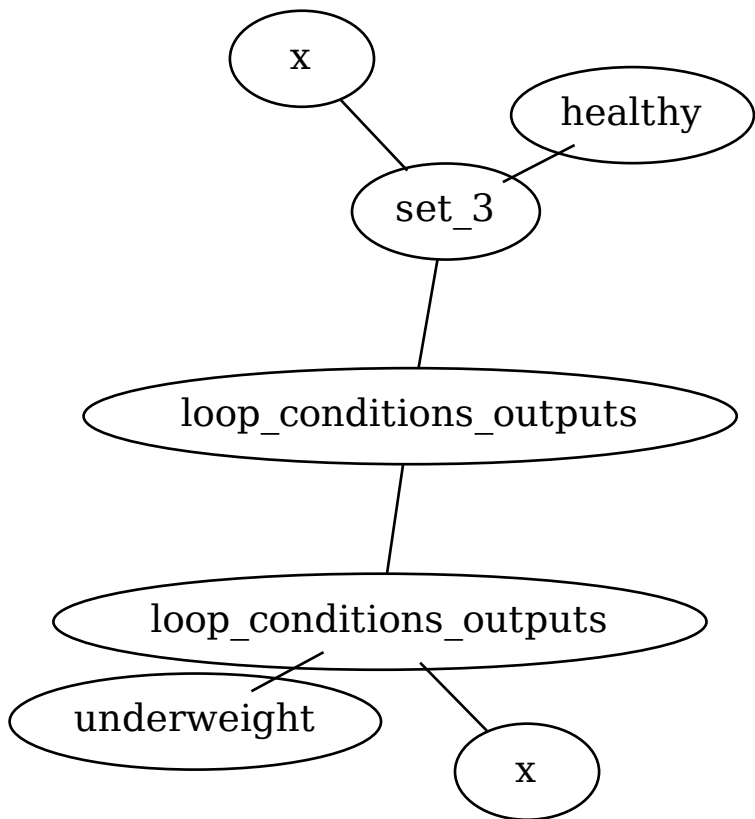 x
healthy
set_3
loop_conditions_outputs
loop_conditions_outputs
underweight
x